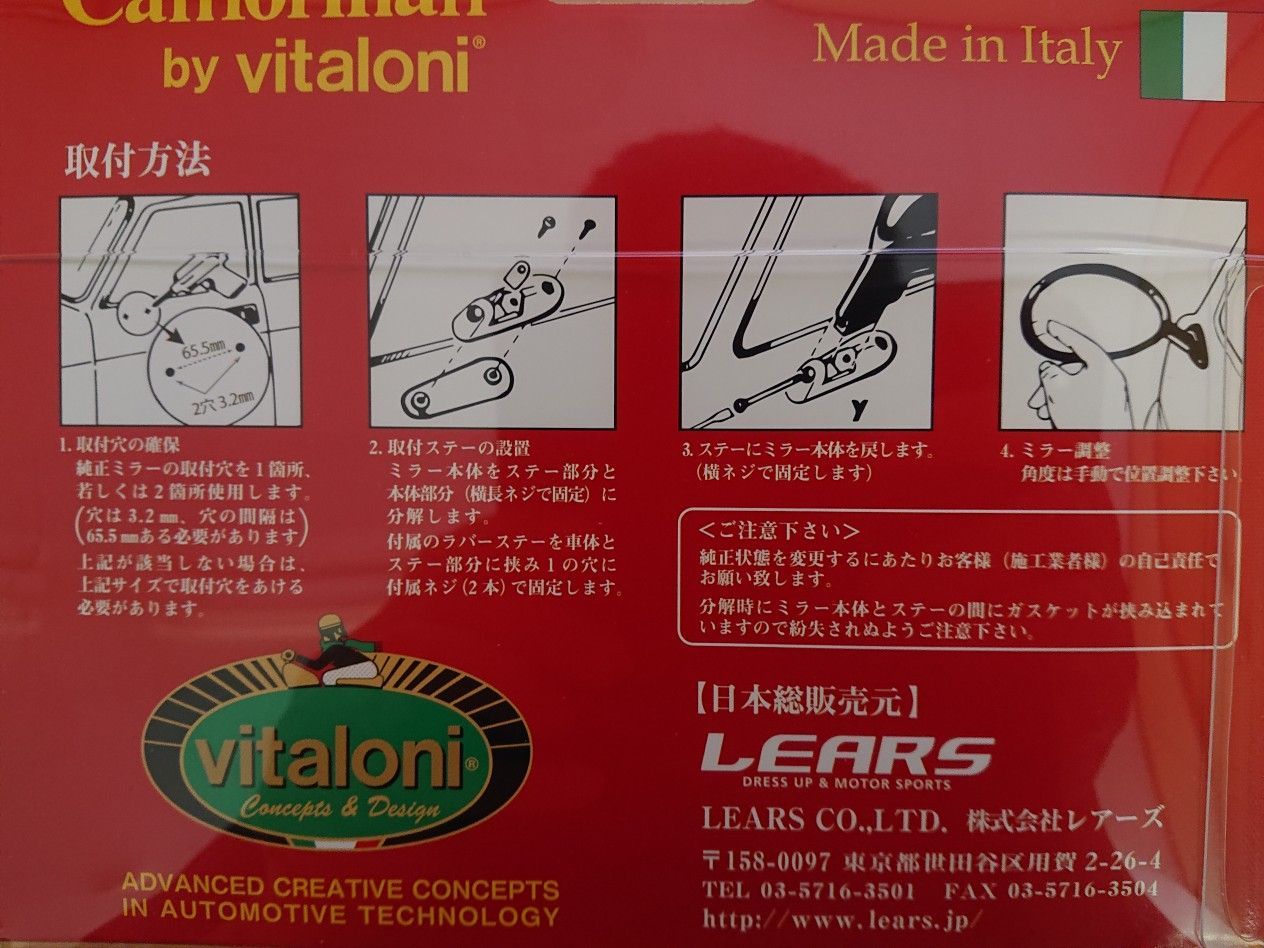 Californian
by vitaloni®
Made in Italy
取付方法
65.5mm
2穴 3.2mm
1. 取付穴の確保
純正ミラーの取付穴を1箇所、
若しくは2箇所使用します。
(穴は3.2㎜、穴の間隔は
65.5㎜ある必要があります)
上記が該当しない場合は、
上記サイズで取付穴をあける
必要があります。
2. 取付ステーの設置
ミラー本体をステー部分と
本体部分（横長ネジで固定）に
分解します。
付属のラバーステーを車体と
ステー部分に挟み1の穴に
付属ネジ(2本)で固定します。
3. ステーにミラー本体を戻します。
（横ネジで固定します）
4. ミラー調整
角度は手動で位置調整下さい。
＜ご注意下さい＞
純正状態を変更するにあたりお客様（施工業者様）の自己責任で
お願い致します。
分解時にミラー本体とステーの間にガスケットが挟み込まれて
いますので紛失されぬようご注意下さい。
vitaloni®
Concepts & Design
ADVANCED CREATIVE CONCEPTS
IN AUTOMOTIVE TECHNOLOGY
【日本総販売元】
LEARS
DRESS UP & MOTOR SPORTS
LEARS CO.,LTD. 株式会社レアーズ
〒158-0097 東京都世田谷区用賀 2-26-4
TEL 03-5716-3501 FAX 03-5716-3504
http://www.lears.jp/